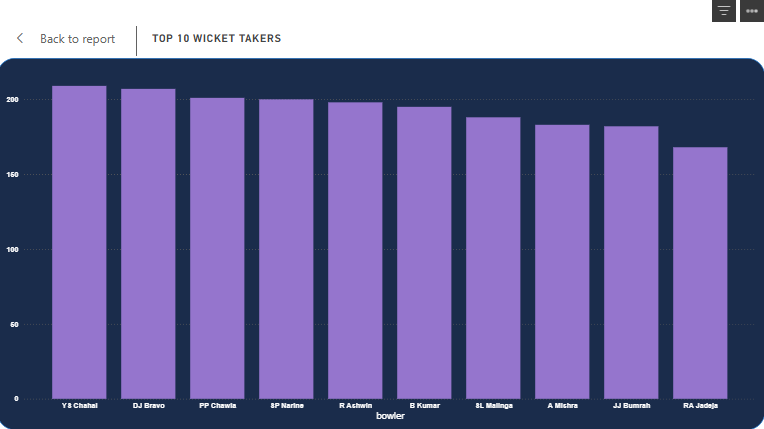 Back to report
TOP 10 WICKET TAKERS
200
150
100
50
0
YS Chahal DJ Bravo PP Chawla SP Narine R Ashwin B Kumar SL Malinga A Mishra JJ Bumrah RA Jadeja
bowler